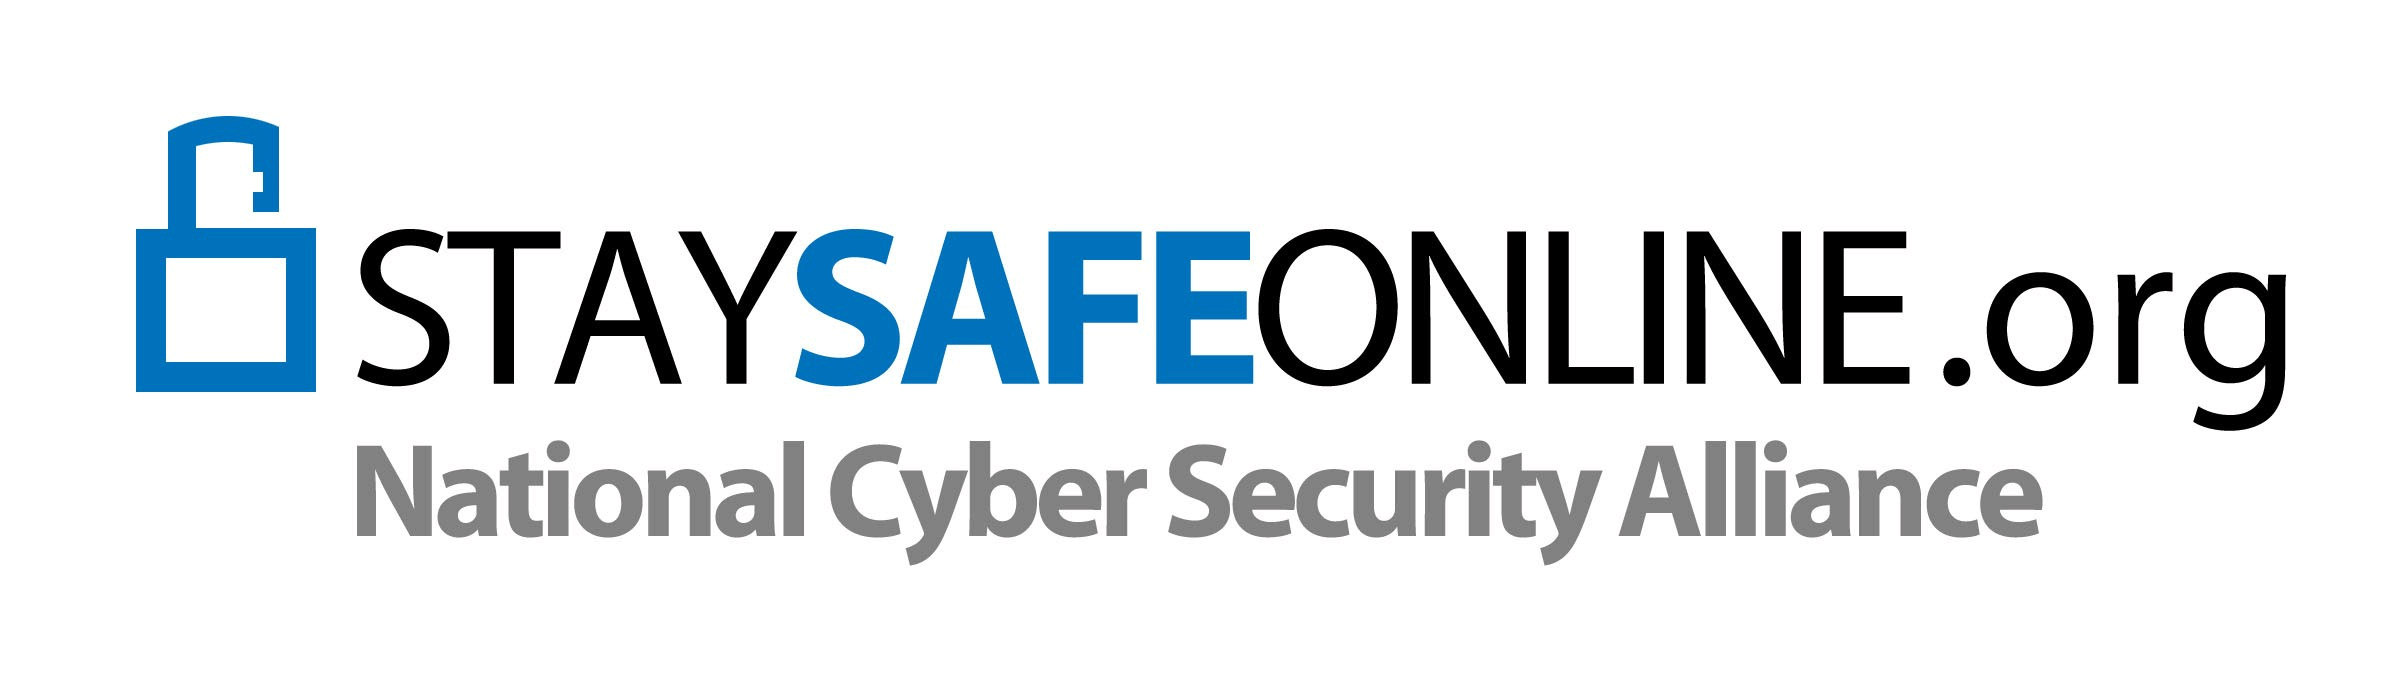 STAYSAFEONLINE.org
National Cyber Security Alliance